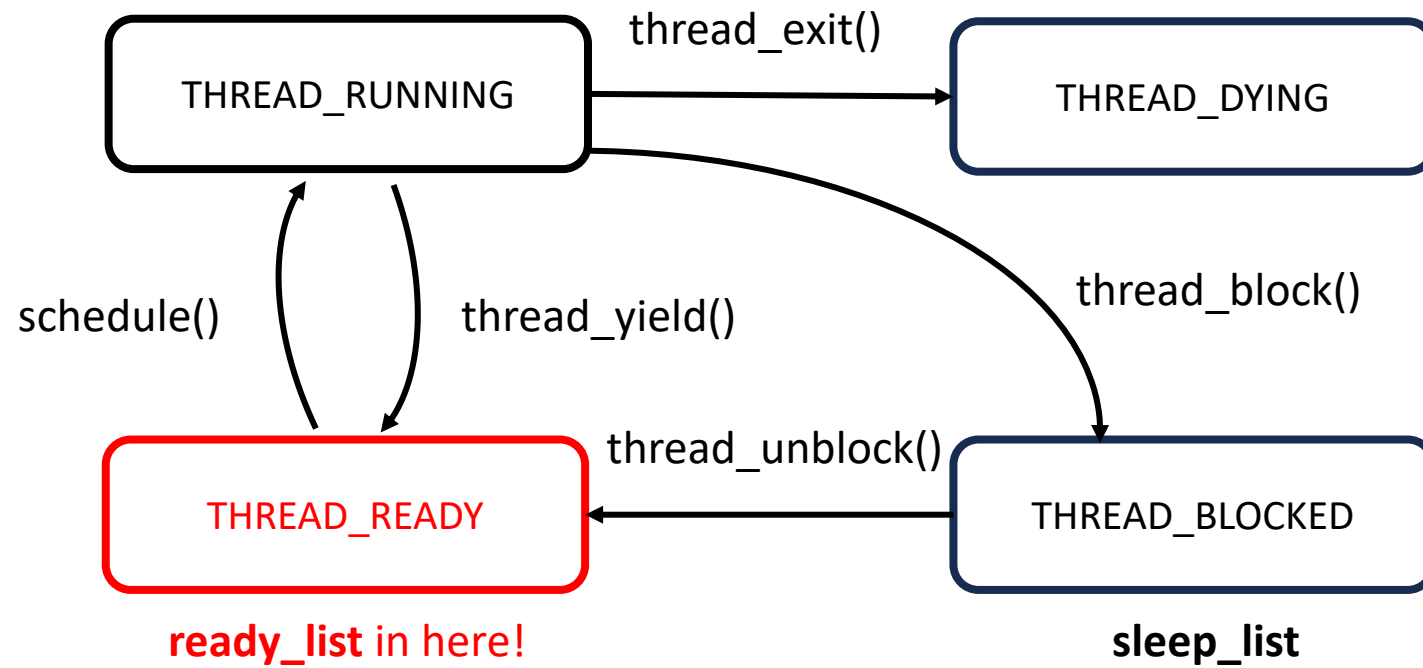 thread_exit()
THREAD_RUNNING
THREAD_DYING
schedule()
thread_yield()
thread_block()
thread_unblock()
THREAD_READY
THREAD_BLOCKED
ready_list in here!
sleep_list